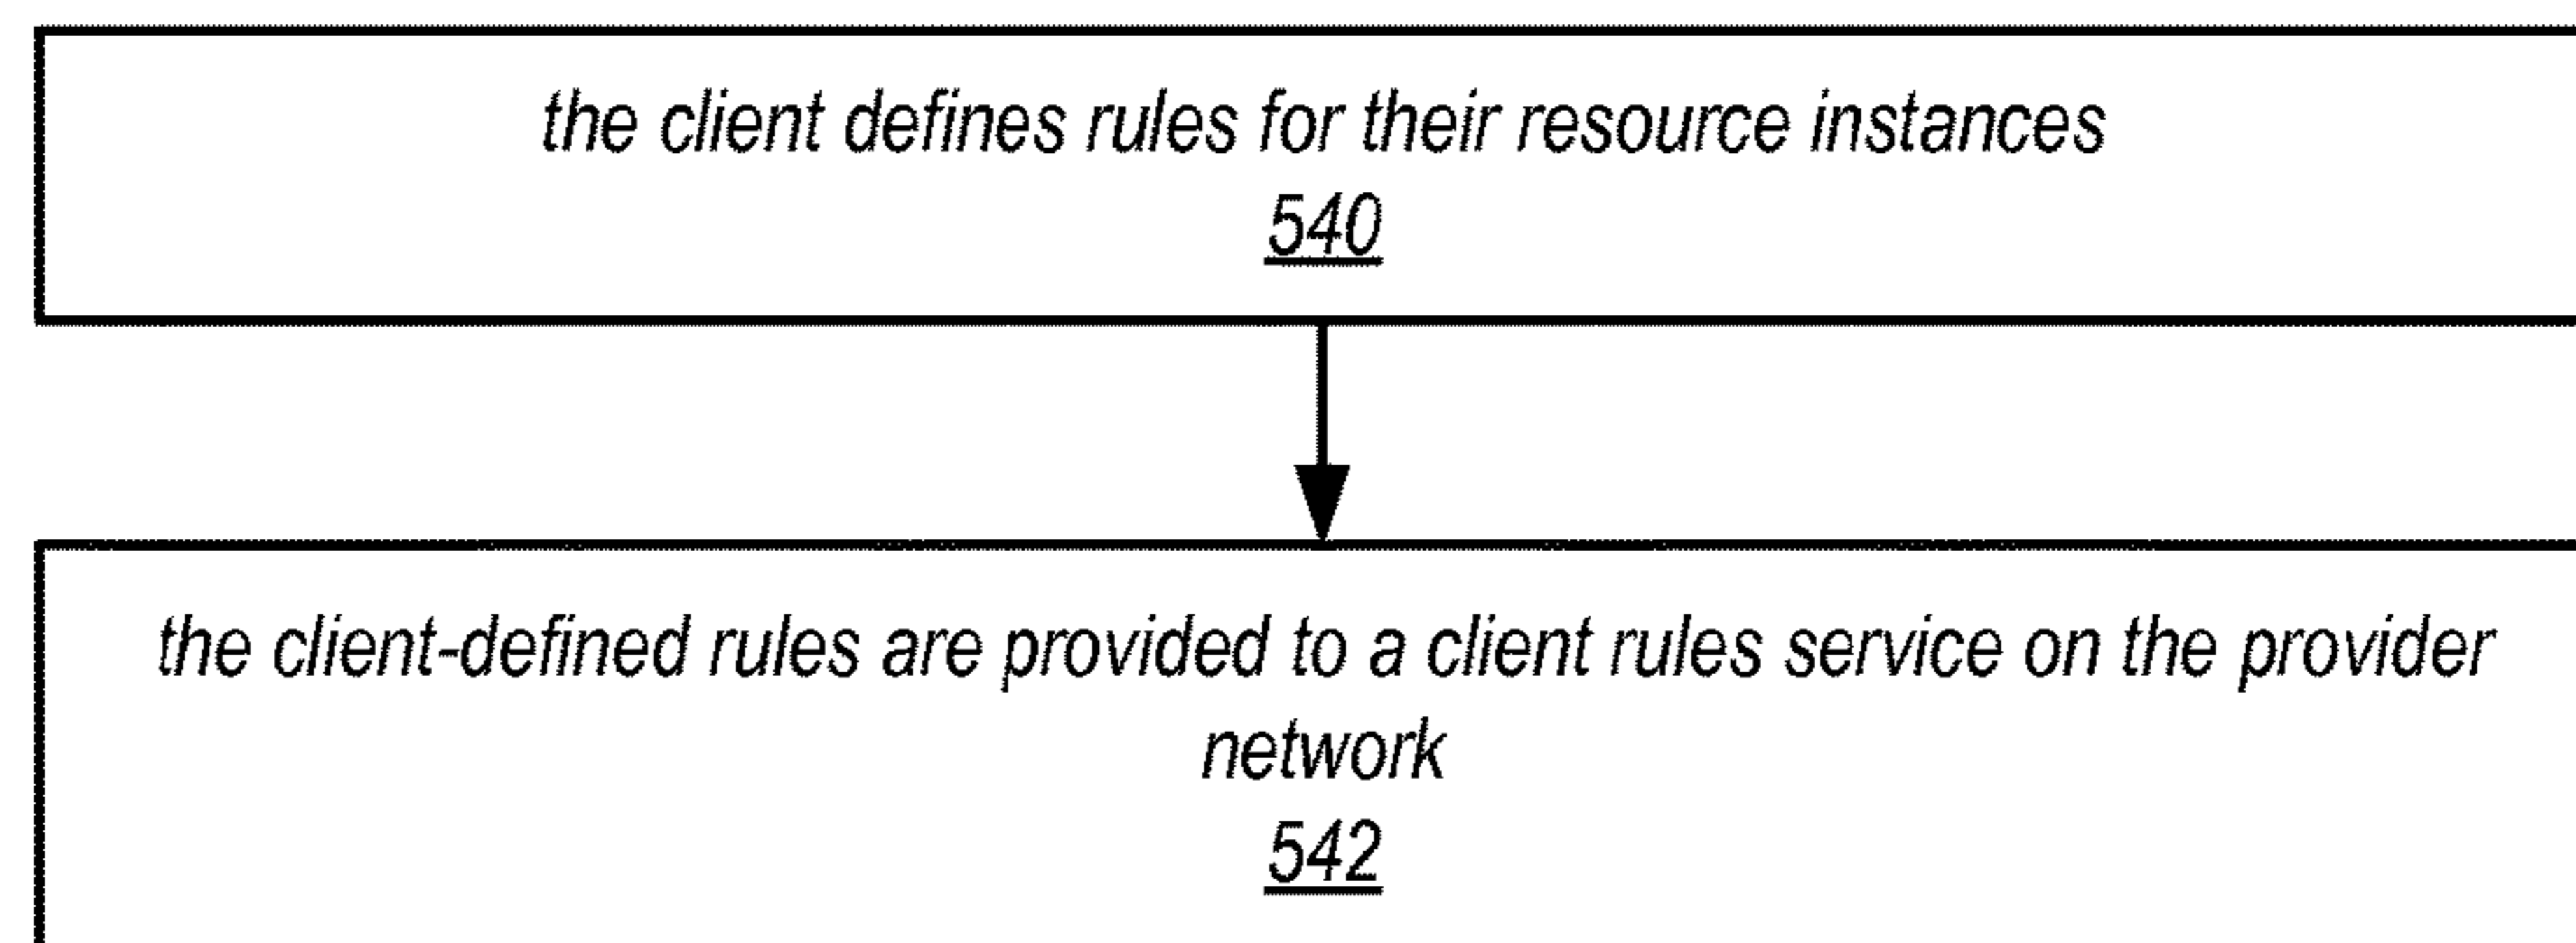 the client defines rules for their resource instances
540
the client-defined rules are provided to a client rules service on the provider
network
542